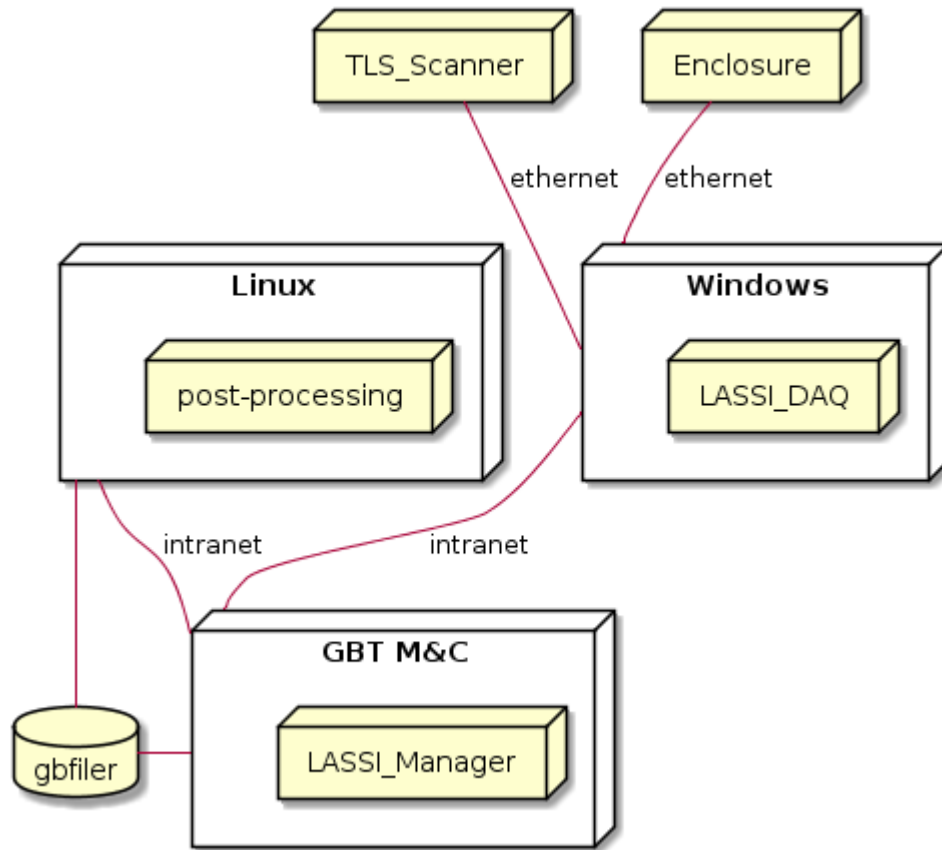 TLS_Scanner
Enclosure
ethernet
ethernet
Linux
Windows
post-processing
LASSI_DAQ
intranet
intranet
GBT M&C
gbfiler
LASSI_Manager